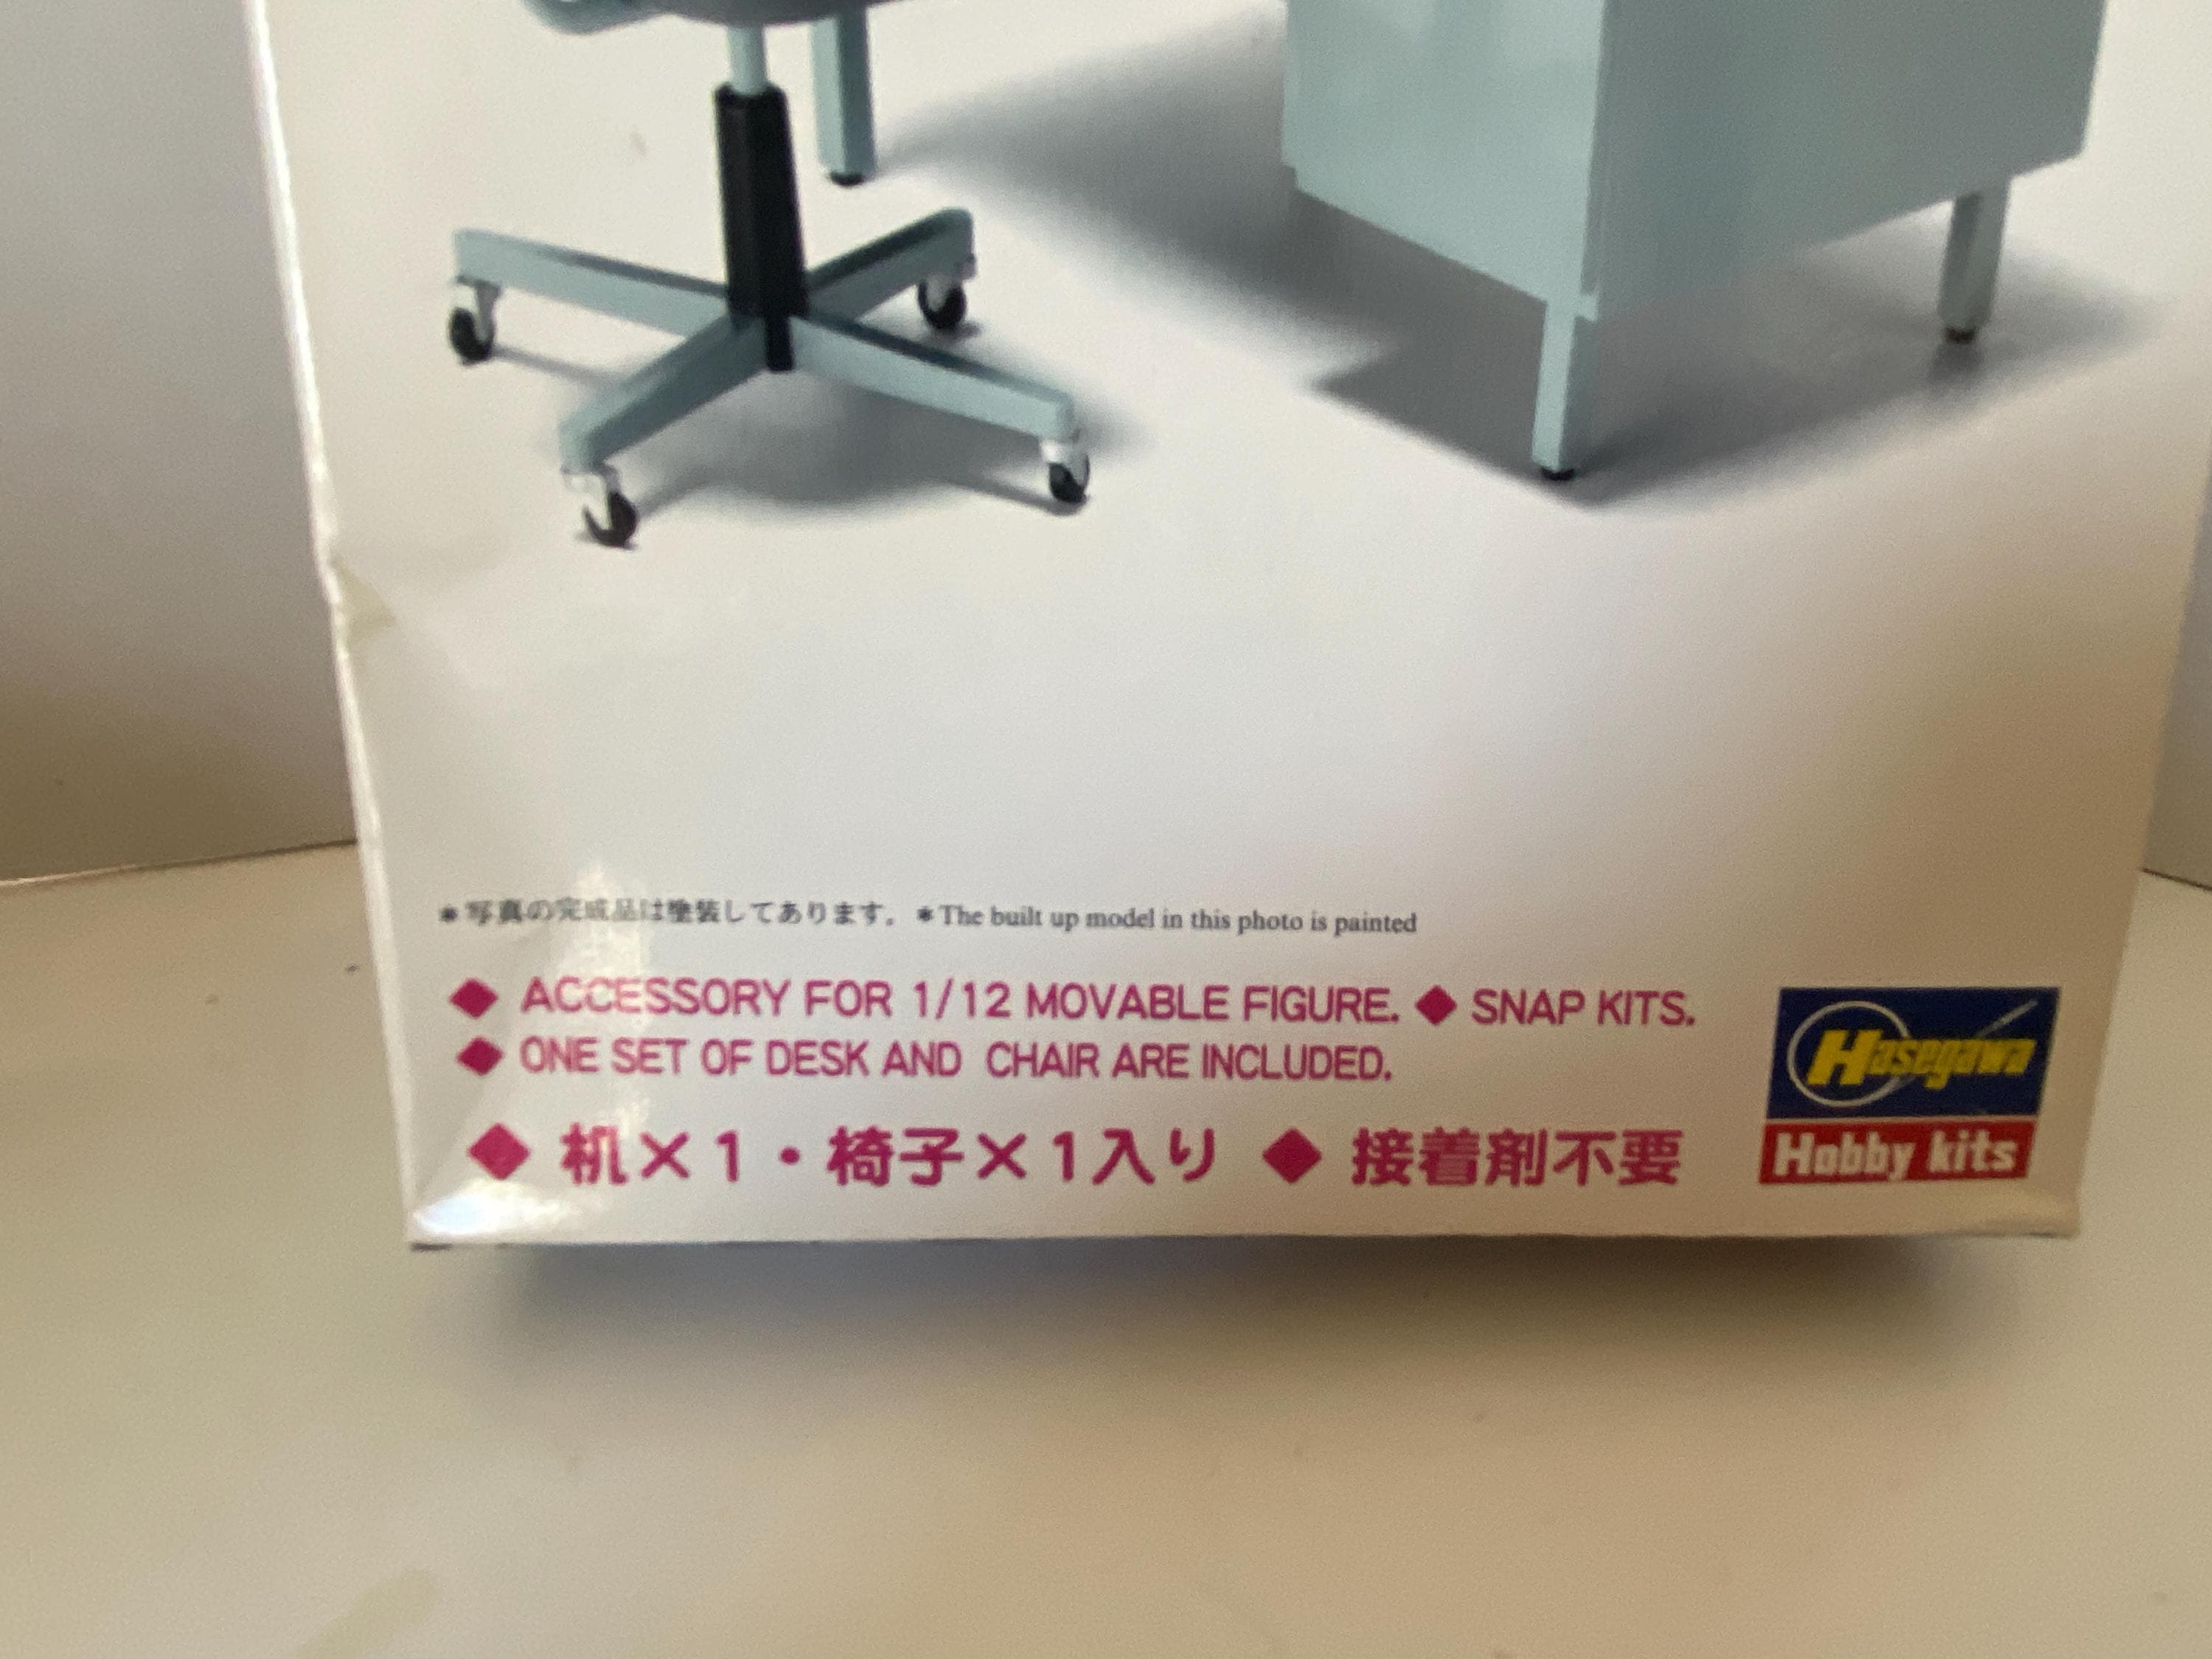 *写真の完成品は塗装してあります。 *The built up model in this photo is painted
◆ ACCESSORY FOR 1/12 MOVABLE FIGURE. ◆ SNAP KITS.
◆ ONE SET OF DESK AND CHAIR ARE INCLUDED.
◆ 机×1・椅子×1入り ◆ 接着剤不要
Hasegawa
Hobby kits